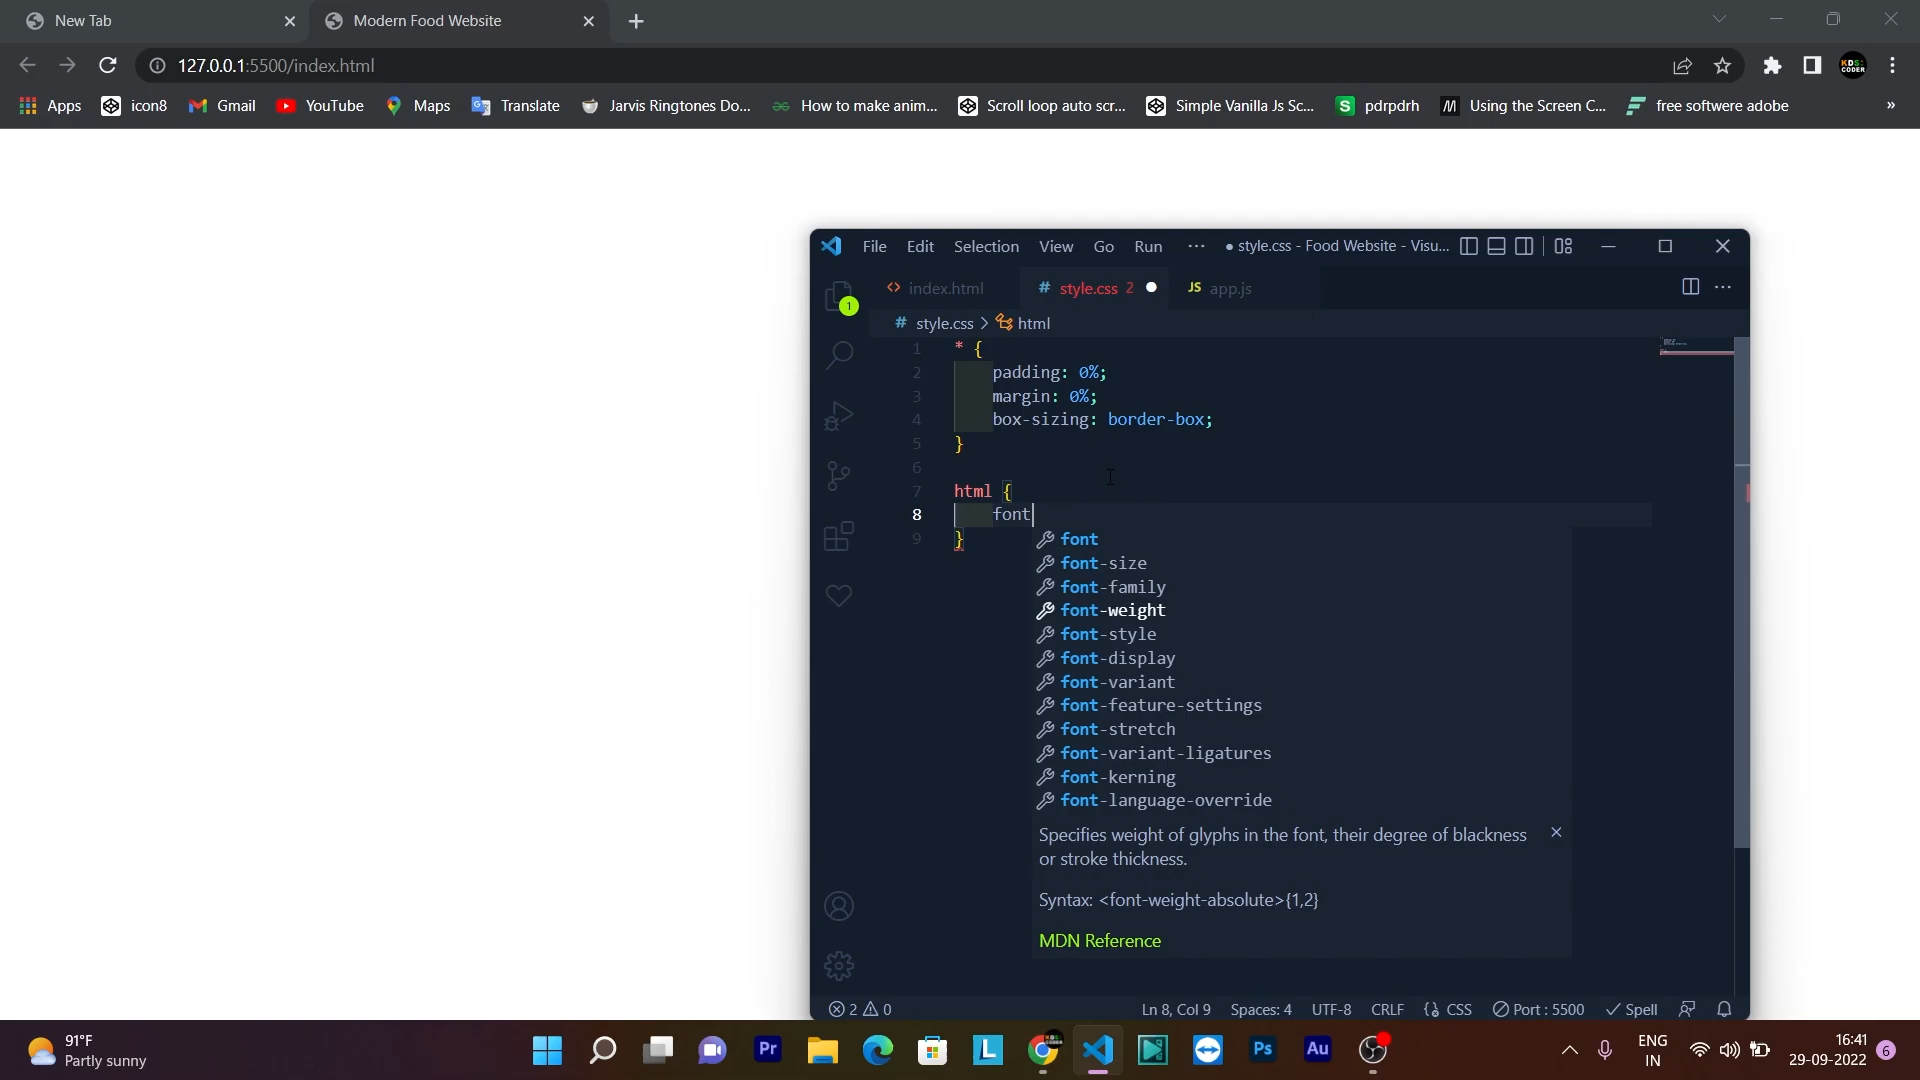 New Tab
Modern Food Website
127.0.0.1:5500/index.html
KDS CODER
Apps
icon8
Gmail
YouTube
Maps
Translate
Jarvis Ringtones Do...
How to make anim...
Scroll loop auto scr...
Simple Vanilla Js Sc...
S pdrpdrh
M Using the Screen C...
free softwere adobe
»
File Edit Selection View Go Run ··· ● style.css - Food Website - Visu...
1
<> index.html
# style.css 2 ●
JS app.js
# style.css > html
1 * {
2 padding: 0%;
3 margin: 0%;
4 box-sizing: border-box;
5 }
6
7 html {
8 font
9 }
font
font-size
font-family
font-weight
font-style
font-display
font-variant
font-feature-settings
font-stretch
font-variant-ligatures
font-kerning
font-language-override
Specifies weight of glyphs in the font, their degree of blackness
or stroke thickness.
Syntax: <font-weight-absolute>{1,2}
MDN Reference
2 0
Ln 8, Col 9
Spaces: 4
UTF-8
CRLF
{} CSS
Port : 5500
✓ Spell
91°F
Partly sunny
Pr
L
Ps
Au
ENG
IN
16:41
29-09-2022
6